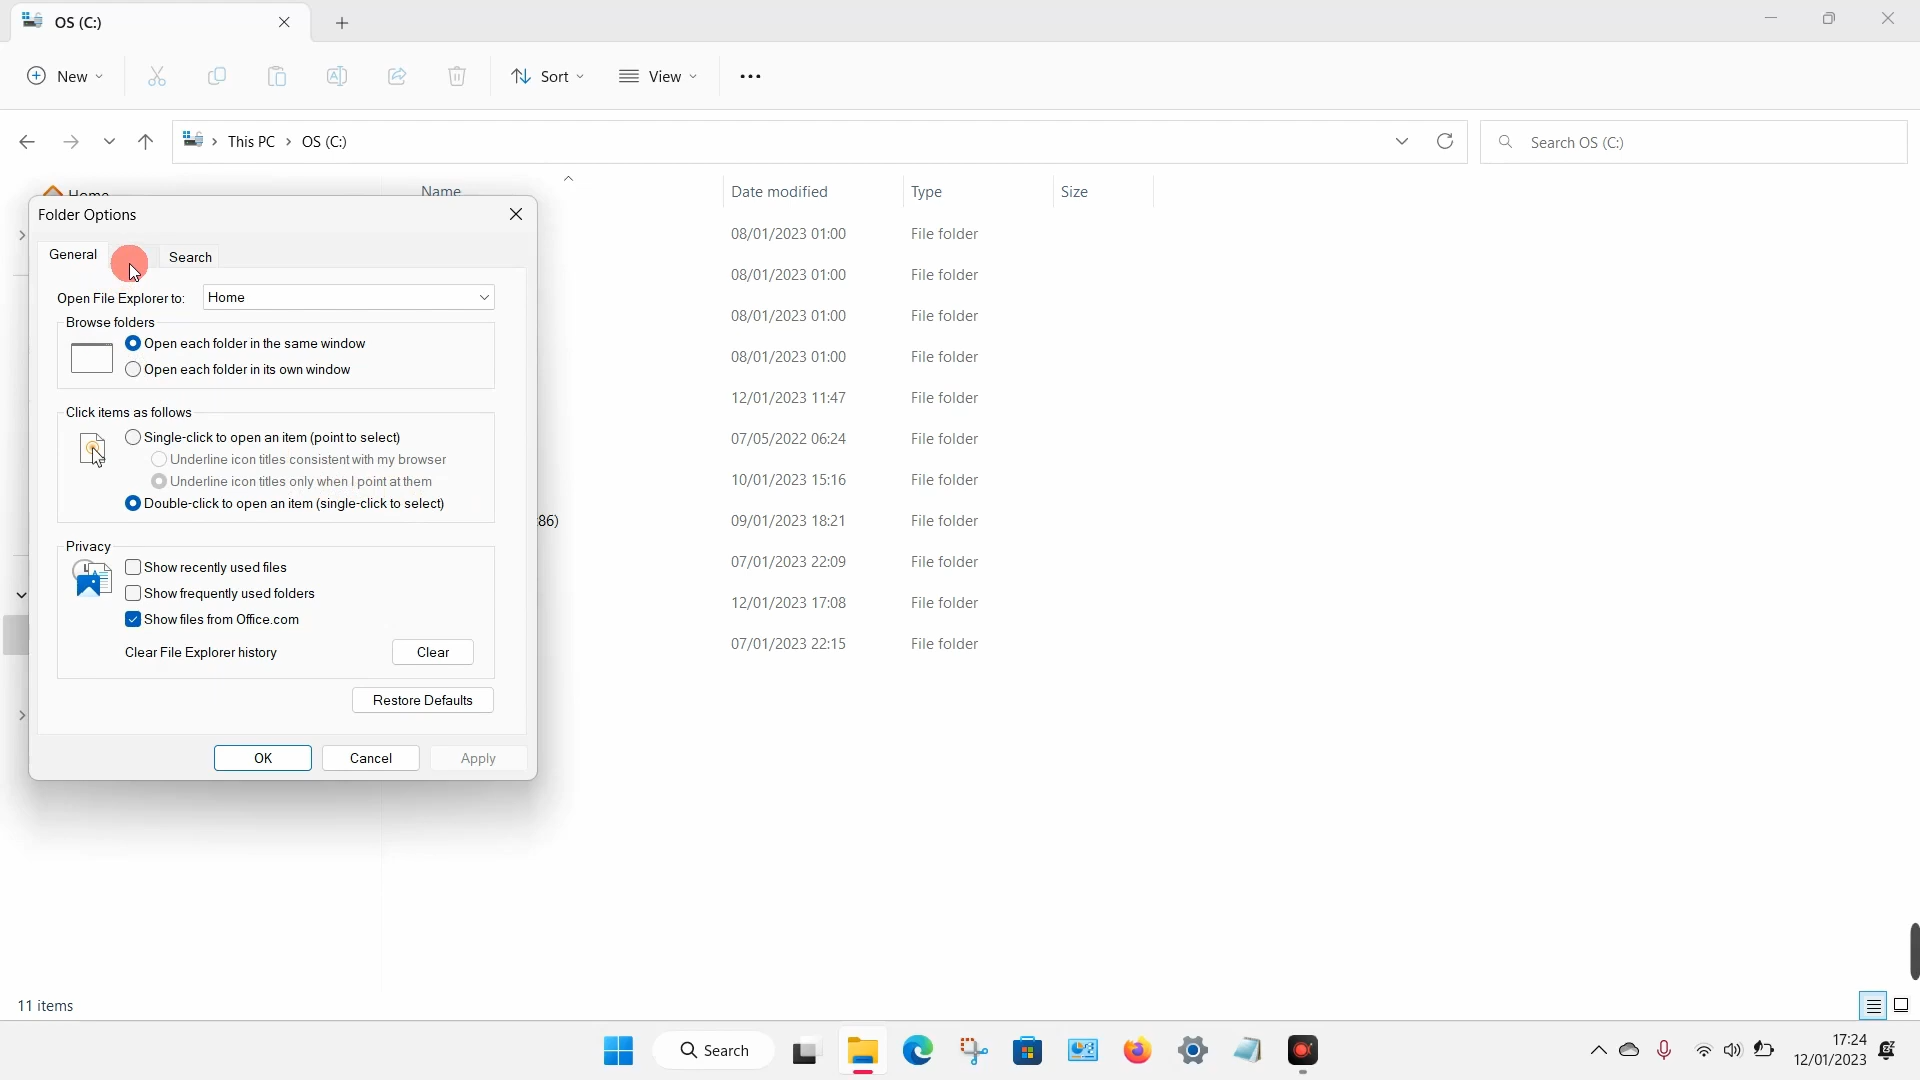 OS (C:)
New Sort View
This PC OS (C:) Search OS (C:)
Home Name Date modified Type Size
Folder Options
General Search
Open File Explorer to: Home
Browse folders
Open each folder in the same window
Open each folder in its own window
Click items as follows
Single-click to open an item (point to select)
Underline icon titles consistent with my browser
Underline icon titles only when I point at them
Double-click to open an item (single-click to select)
Privacy
Show recently used files
Show frequently used folders
Show files from Office.com
Clear File Explorer history Clear
Restore Defaults
OK Cancel Apply
08/01/2023 01:00 File folder
08/01/2023 01:00 File folder
08/01/2023 01:00 File folder
08/01/2023 01:00 File folder
12/01/2023 11:47 File folder
07/05/2022 06:24 File folder
10/01/2023 15:16 File folder
86) 09/01/2023 18:21 File folder
07/01/2023 22:09 File folder
12/01/2023 17:08 File folder
07/01/2023 22:15 File folder
11 items
Search
17:24
12/01/2023